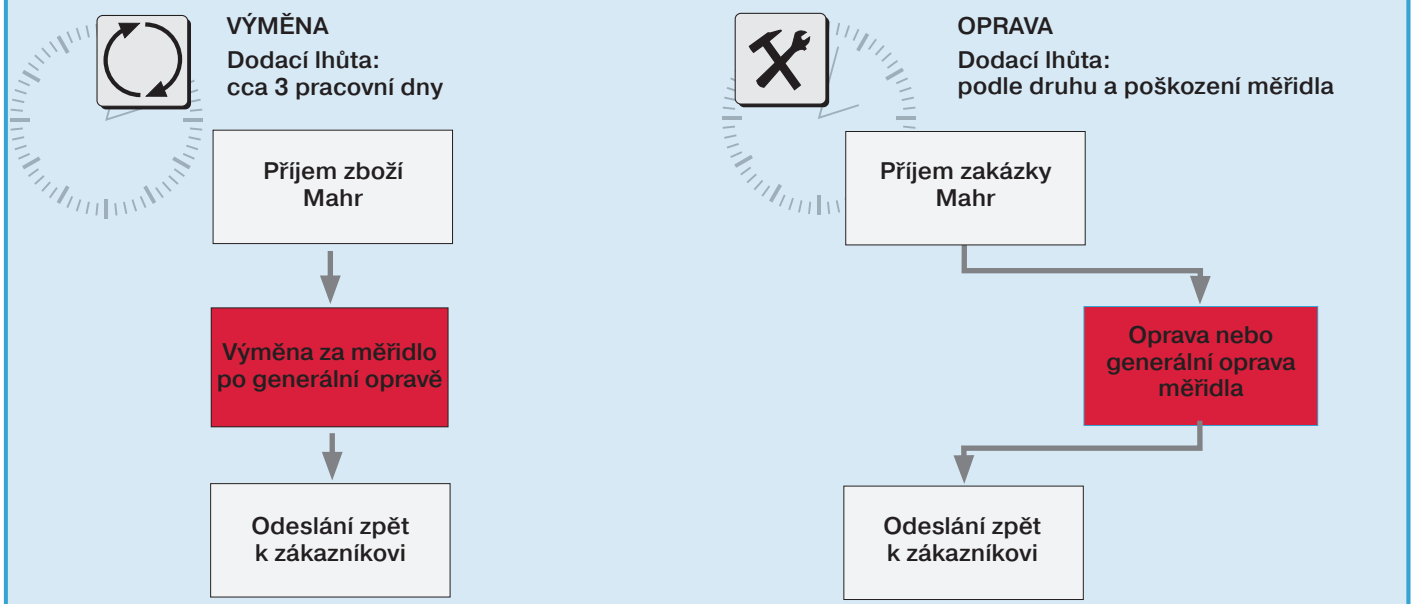 VÝMĚNA
Dodací lhůta:
cca 3 pracovní dny
Příjem zboží
Mahr
Výměna za měřidlo
po generální opravě
Odeslání zpět
k zákazníkovi
OPRAVA
Dodací lhůta:
podle druhu a poškození měřidla
Příjem zakázky
Mahr
Oprava nebo
generální oprava
měřidla
Odeslání zpět
k zákazníkovi